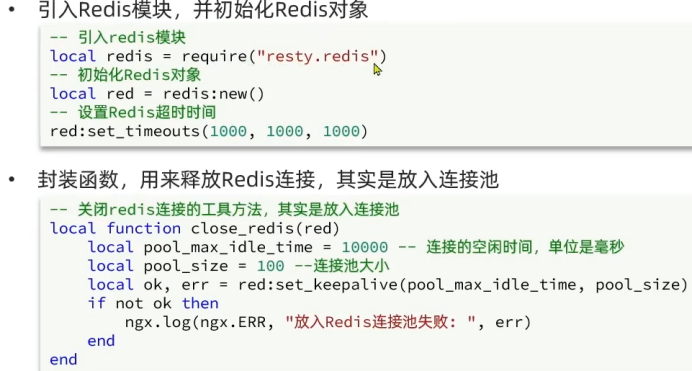 • 引入Redis模块，并初始化Redis对象
-- 引入redis模块
local redis = require("resty.redis")
-- 初始化Redis对象
local red = redis:new()
-- 设置Redis超时时间
red:set_timeouts(1000, 1000, 1000)
• 封装函数，用来释放Redis连接，其实是放入连接池
-- 关闭redis连接的工具方法，其实是放入连接池
local function close_redis(red)
    local pool_max_idle_time = 10000 -- 连接的空闲时间，单位是毫秒
    local pool_size = 100 --连接池大小
    local ok, err = red:set_keepalive(pool_max_idle_time, pool_size)
    if not ok then
        ngx.log(ngx.ERR, "放入Redis连接池失败: ", err)
    end
end